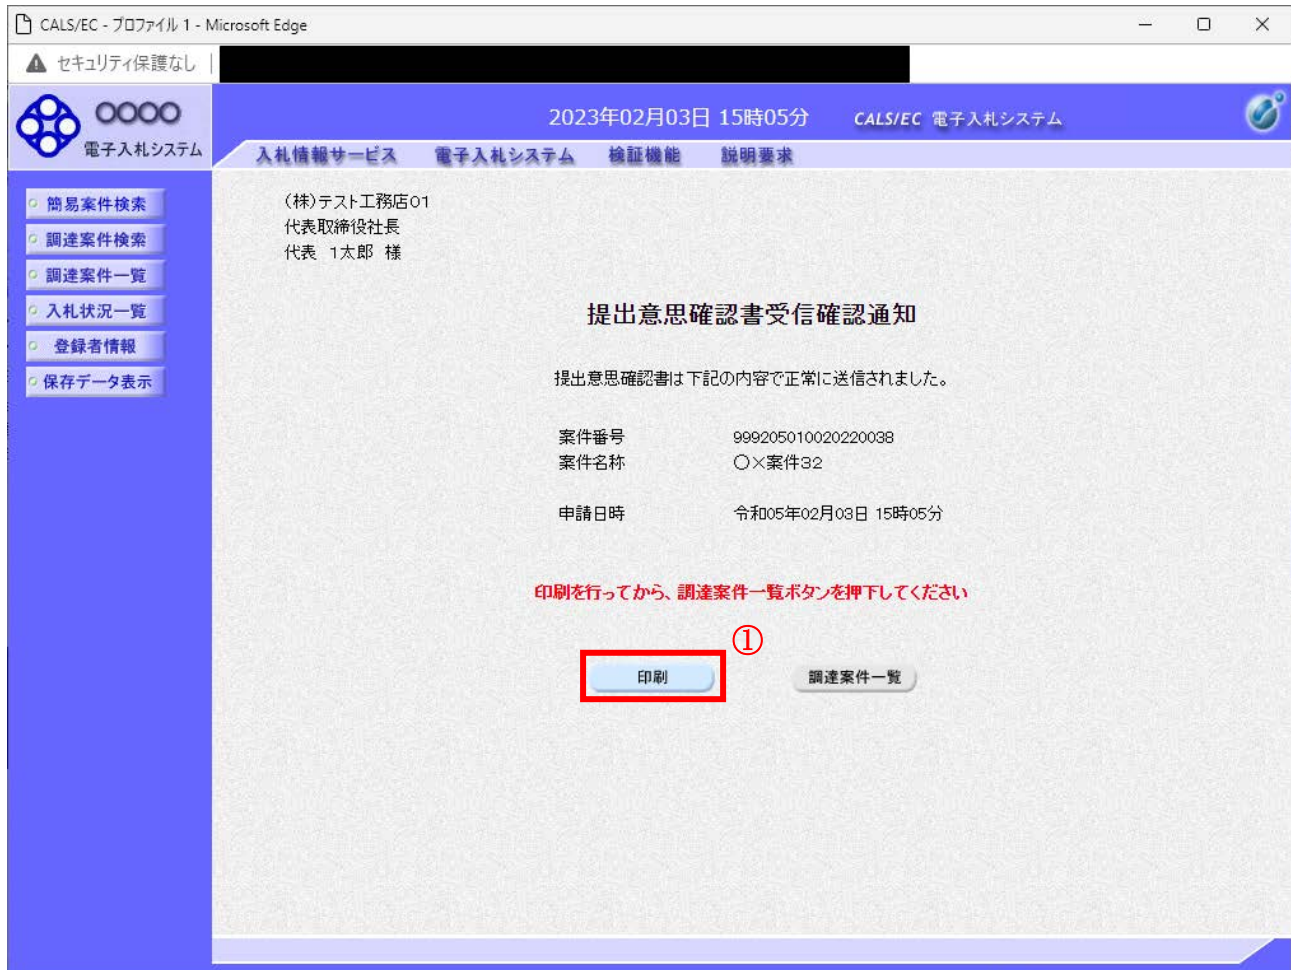 CALS/EC - プロファイル 1 - Microsoft Edge
セキュリティ保護なし
〇〇〇〇
電子入札システム
2023年02月03日 15時05分 CALS/EC 電子入札システム
入札情報サービス 電子入札システム 検証機能 説明要求
簡易案件検索
調達案件検索
調達案件一覧
入札状況一覧
登録者情報
保存データ表示
(株)テスト工務店01
代表取締役社長
代表 1太郎 様
提出意思確認書受信確認通知
提出意思確認書は下記の内容で正常に送信されました。
案件番号 999205010020220038
案件名称 〇×案件32
申請日時 令和05年02月03日 15時05分
印刷を行ってから、調達案件一覧ボタンを押下してください
①
印刷 調達案件一覧